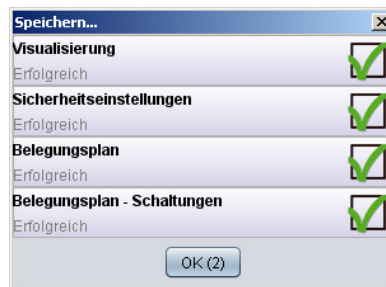 Speichern...
Visualisierung
Erfolgreich
Sicherheitseinstellungen
Erfolgreich
Belegungsplan
Erfolgreich
Belegungsplan - Schaltungen
Erfolgreich
OK (2)